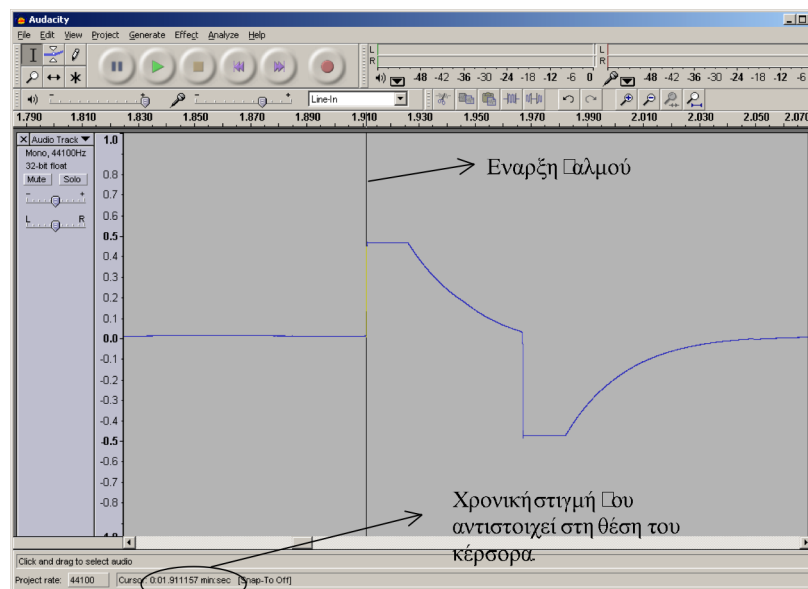 Audacity
File Edit View Project Generate Effect Analyze Help
L
R
-48 -42 -36 -30 -24 -18 -12 -6 0
L
R
-48 -42 -36 -30 -24 -18 -12 -6
Line-In
1.790 1.810 1.830 1.850 1.870 1.890 1.910 1.930 1.950 1.970 1.990 2.010 2.030 2.050 2.070
Audio Track
Mono, 44100Hz
32-bit float
Mute Solo
- +
L R
1.0
0.8
0.7
0.6
0.5
0.4
0.3
0.2
0.1
0.0
-0.1
-0.2
-0.3
-0.4
-0.5
-0.6
-0.7
-0.8
Εναρξη □αλμού
Χρονική στιγμή □ου
αντιστοιχεί στη θέση του
κέρσορα
Click and drag to select audio
Project rate: 44100 Cursor: 0:01.911157 min:sec [Snap-To Off]